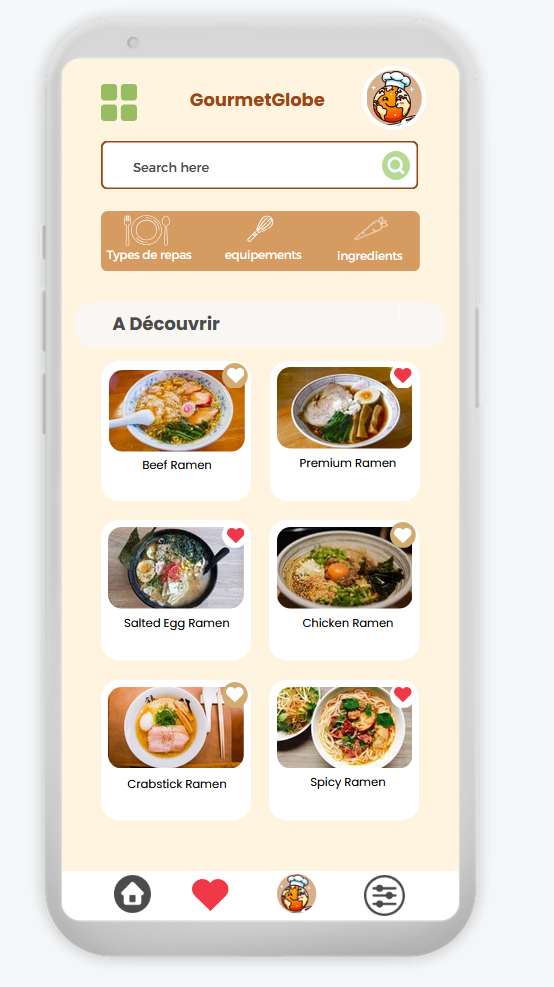 GourmetGlobe
Search here
Types de repas
equipements
ingredients
A Découvrir
Beef Ramen
Premium Ramen
Salted Egg Ramen
Chicken Ramen
Crabstick Ramen
Spicy Ramen